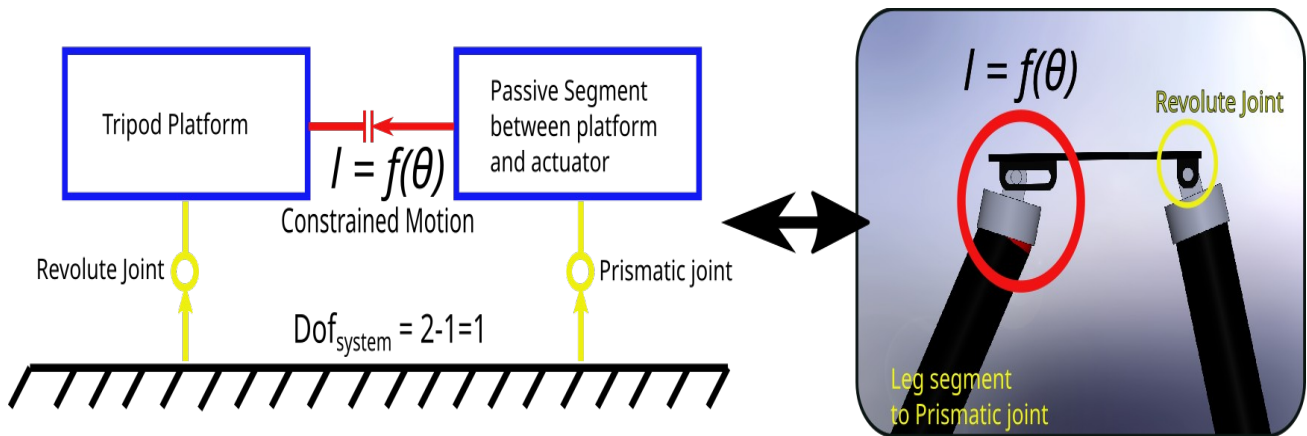 Tripod Platform
Passive Segment
between platform
and actuator
l = f(θ)
Constrained Motion
Revolute Joint
Prismatic joint
Dof_system = 2-1=1
l = f(θ)
Revolute Joint
Leg segment
to Prismatic joint